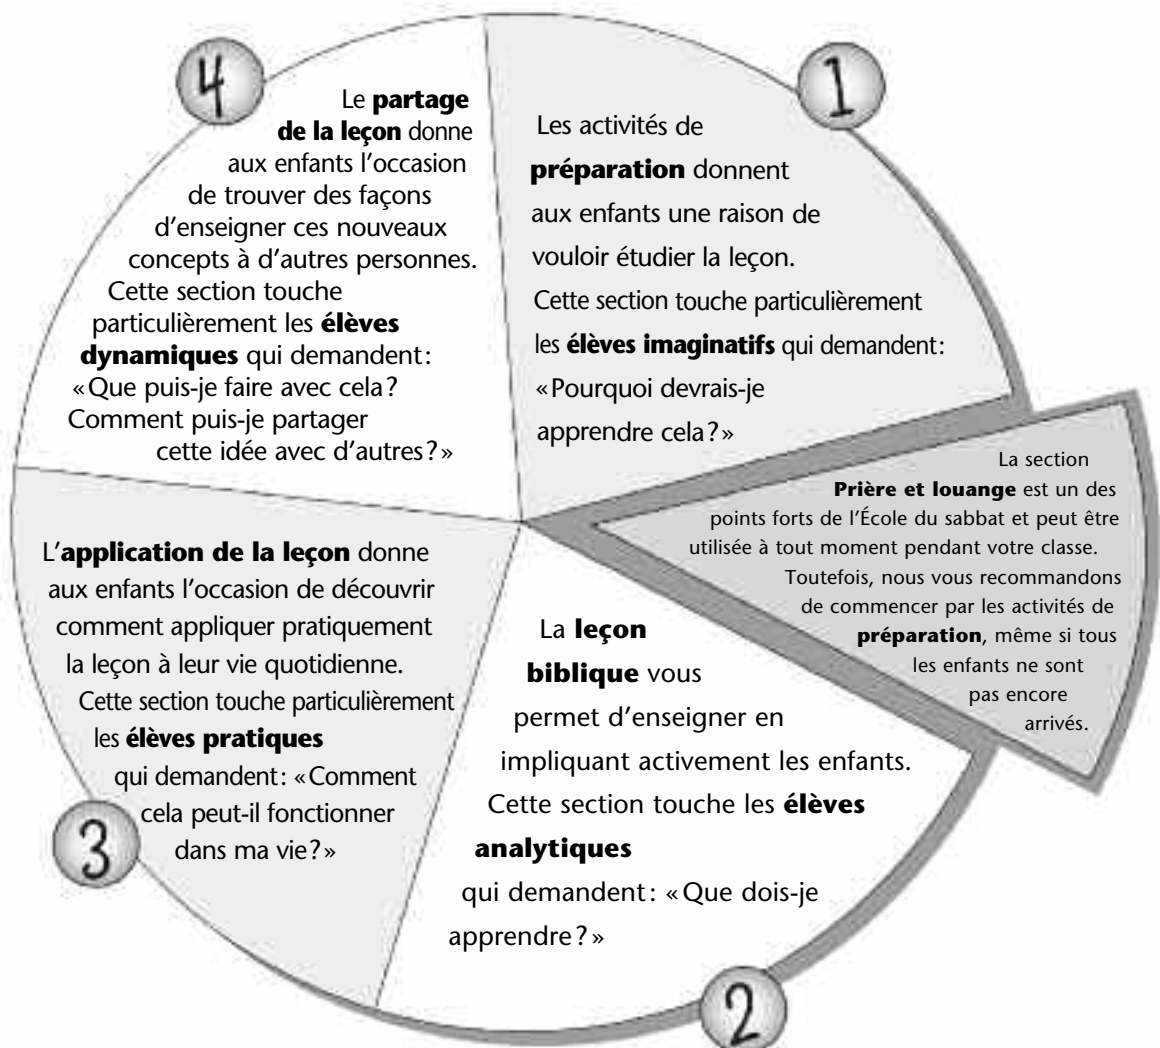 1
Les activités de
préparation donnent
aux enfants une raison de
vouloir étudier la leçon.
Cette section touche particulièrement
les élèves imaginatifs qui demandent:
«Pourquoi devrais-je
apprendre cela?»
La section
Prière et louange est un des
points forts de l'École du sabbat et peut être
utilisée à tout moment pendant votre classe.
Toutefois, nous vous recommandons
de commencer par les activités de
préparation, même si tous
les enfants ne sont
pas encore
arrivés.
2
La leçon
biblique vous
permet d'enseigner en
impliquant activement les enfants.
Cette section touche les élèves
analytiques
qui demandent: «Que dois-je
apprendre?»
3
L'application de la leçon donne
aux enfants l'occasion de découvrir
comment appliquer pratiquement
la leçon à leur vie quotidienne.
Cette section touche particulièrement
les élèves pratiques
qui demandent: «Comment
cela peut-il fonctionner
dans ma vie?»
4
Le partage
de la leçon donne
aux enfants l'occasion
de trouver des façons
d'enseigner ces nouveaux
concepts à d'autres personnes.
Cette section touche
particulièrement les élèves
dynamiques qui demandent:
«Que puis-je faire avec cela?
Comment puis-je partager
cette idée avec d'autres?»